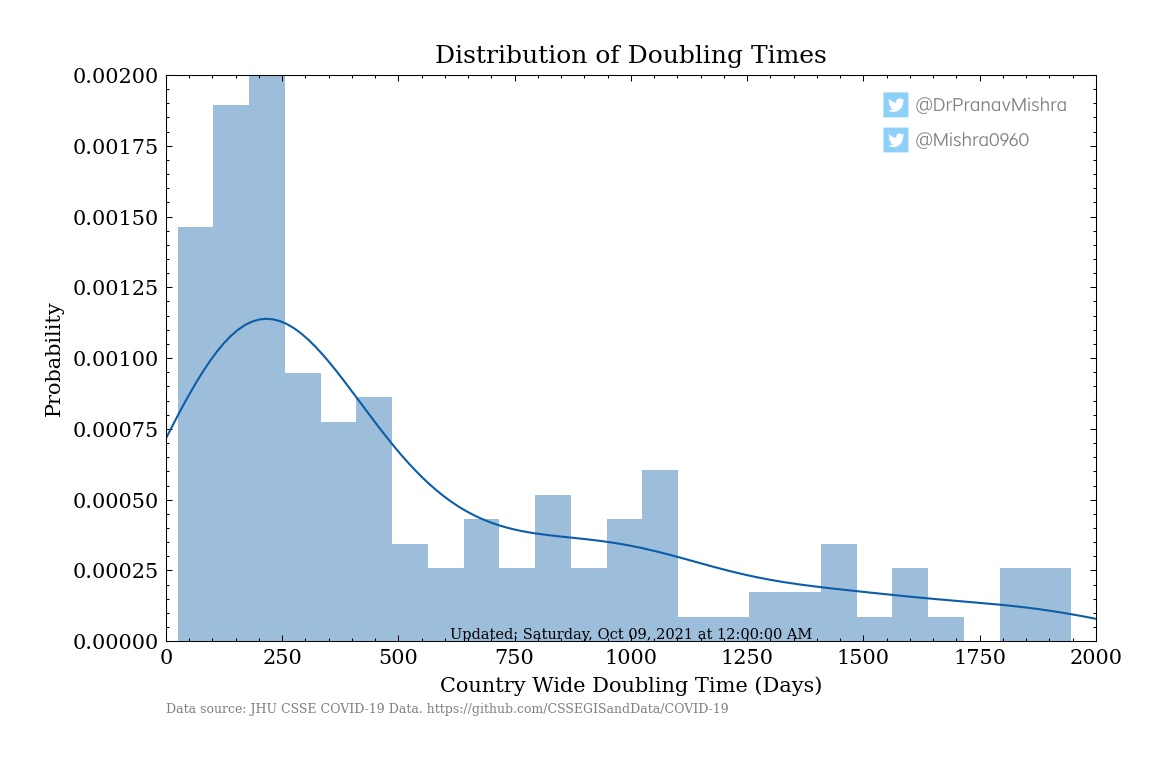 Distribution of Doubling Times
@DrPranavMishra
@Mishra0960
Probability
0.00200
0.00175
0.00150
0.00125
0.00100
0.00075
0.00050
0.00025
0.00000
Updated: Saturday, Oct 09, 2021 at 12:00:00 AM
0 250 500 750 1000 1250 1500 1750 2000
Country Wide Doubling Time (Days)
Data source: JHU CSSE COVID-19 Data. https://github.com/CSSEGISandData/COVID-19